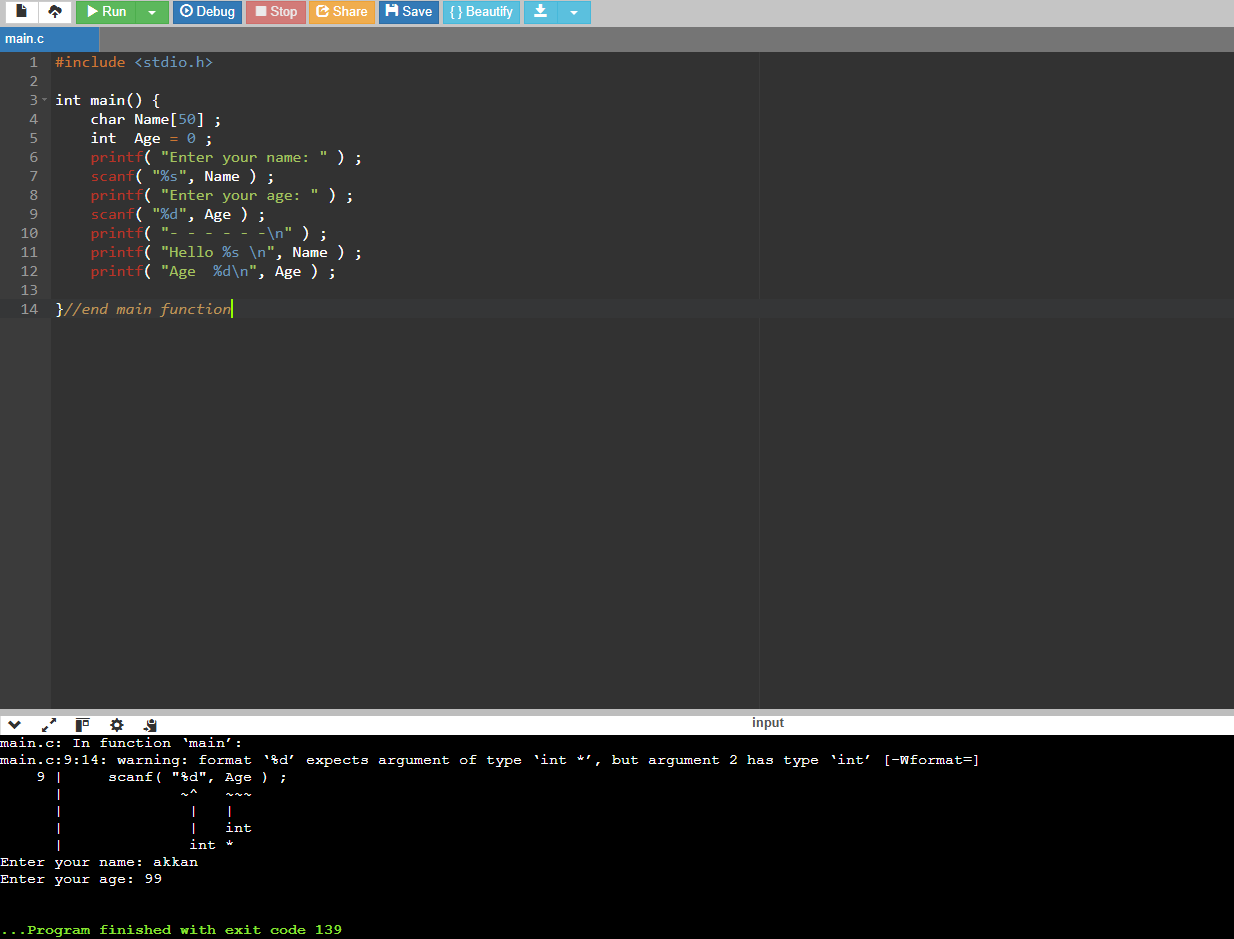 Run Debug Stop Share Save { } Beautify
main.c
1 #include <stdio.h>
2
3 int main() {
4     char Name[50] ;
5     int  Age = 0 ;
6     printf( "Enter your name: " ) ;
7     scanf( "%s", Name ) ;
8     printf( "Enter your age: " ) ;
9     scanf( "%d", Age ) ;
10     printf( "- - - - - -\n" ) ;
11     printf( "Hello %s \n", Name ) ;
12     printf( "Age  %d\n", Age ) ;
13
14 }//end main function
input
main.c: In function ‘main’:
main.c:9:14: warning: format ‘%d’ expects argument of type ‘int *’, but argument 2 has type ‘int’ [-Wformat=]
    9 |     scanf( "%d", Age ) ;
      |             ~^   ~~~
      |              |   |
      |              |   int
      |              int *
Enter your name: akkan
Enter your age: 99
...Program finished with exit code 139